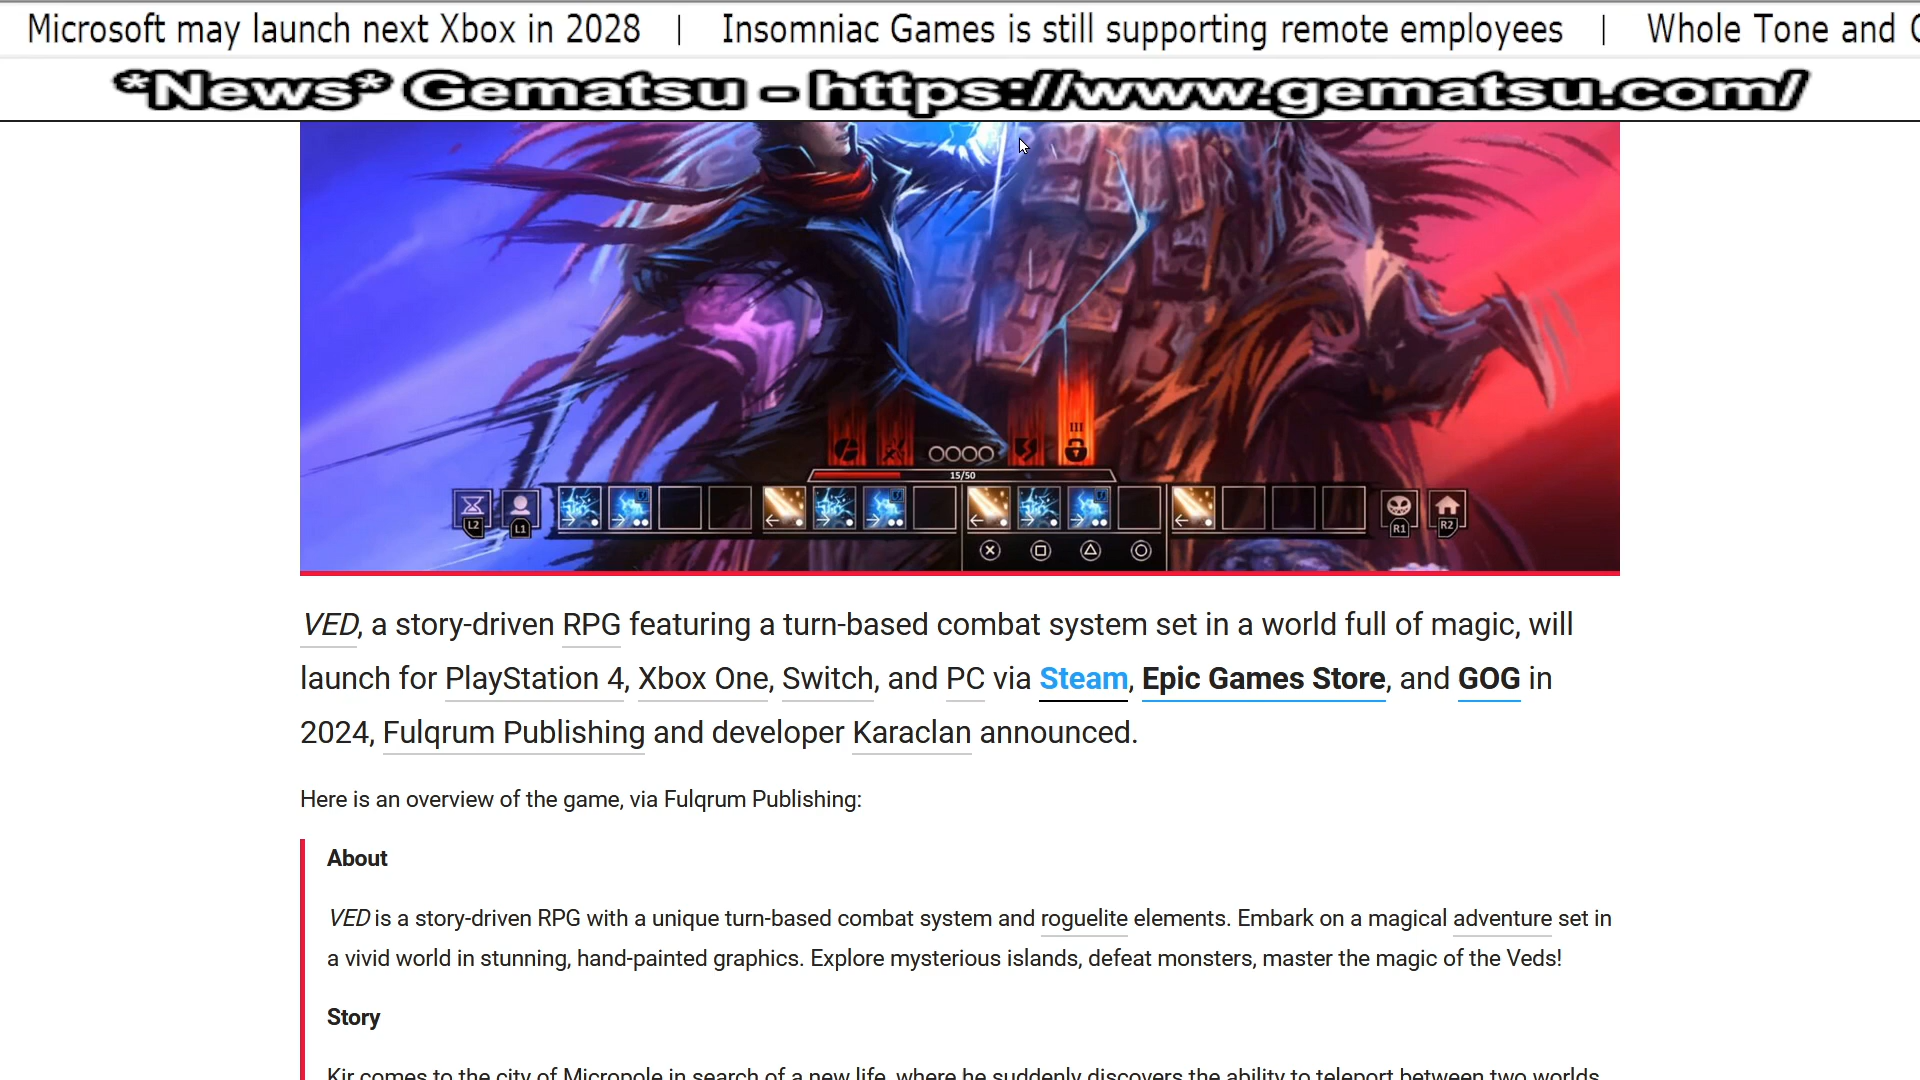 Microsoft may launch next Xbox in 2028 | Insomniac Games is still supporting remote employees | Whole Tone and
*News* Gematsu - https://www.gematsu.com/
III
15/50
L2 L1 R1 R2
VED, a story-driven RPG featuring a turn-based combat system set in a world full of magic, will
launch for PlayStation 4, Xbox One, Switch, and PC via Steam, Epic Games Store, and GOG in
2024, Fulqrum Publishing and developer Karaclan announced.
Here is an overview of the game, via Fulqrum Publishing:
About
VED is a story-driven RPG with a unique turn-based combat system and roguelite elements. Embark on a magical adventure set in
a vivid world in stunning, hand-painted graphics. Explore mysterious islands, defeat monsters, master the magic of the Veds!
Story
Kir comes to the city of Micropole in search of a new life, where he suddenly discovers the ability to teleport between two worlds